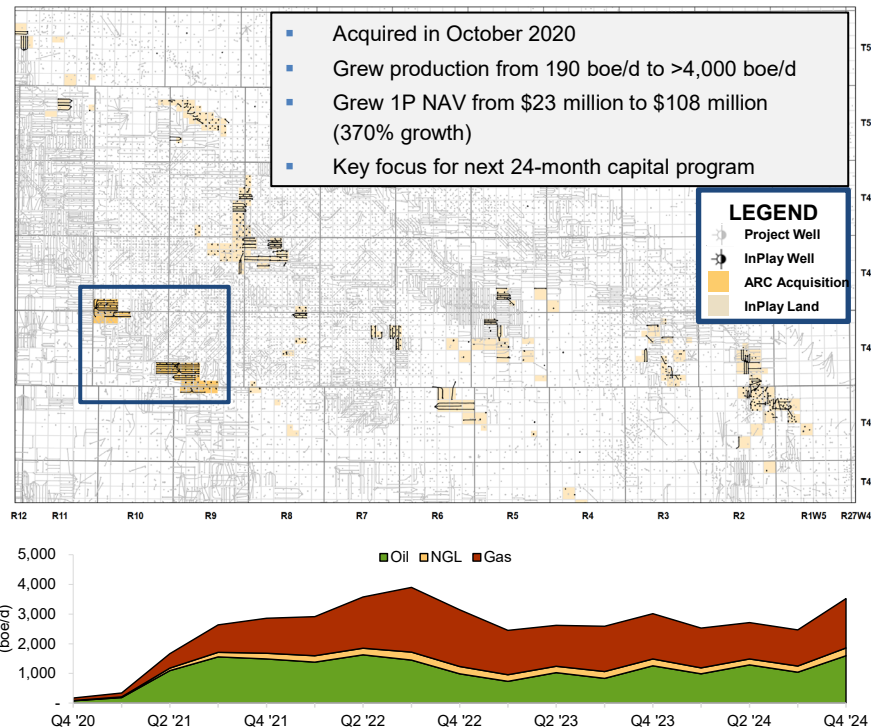 Acquired in October 2020
Grew production from 190 boe/d to >4,000 boe/d
Grew 1P NAV from $23 million to $108 million
(370% growth)
Key focus for next 24-month capital program
LEGEND
Project Well
InPlay Well
ARC Acquisition
InPlay Land
T5
T5
T4
T4
T4
T4
T4
R12 R11 R10 R9 R8 R7 R6 R5 R4 R3 R2 R1W5 R27W4
Oil NGL Gas
(boe/d)
5,000
4,000
3,000
2,000
1,000
-
Q4 '20 Q2 '21 Q4 '21 Q2 '22 Q4 '22 Q2 '23 Q4 '23 Q2 '24 Q4 '24